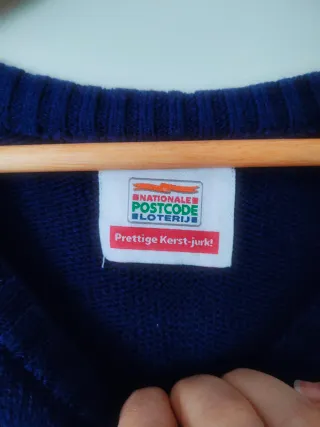 NATIONALE
POSTCODE
LOTERIJ
Prettige Kerst-jurk!